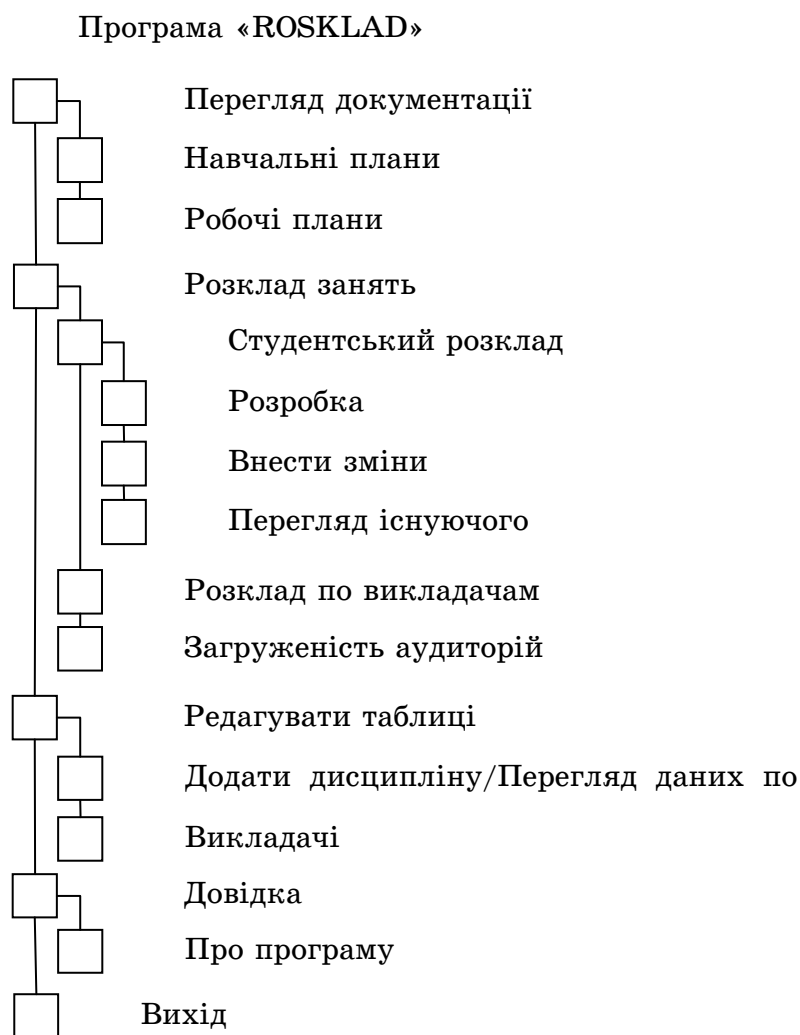 Програма «ROSKLAD»
Перегляд документації
Навчальні плани
Робочі плани
Розклад занять
Студентський розклад
Розробка
Внести зміни
Перегляд існуючого
Розклад по викладачам
Загруженість аудиторій
Редагувати таблиці
Додати дисципліну/Перегляд даних по
Викладачі
Довідка
Про програму
Вихід